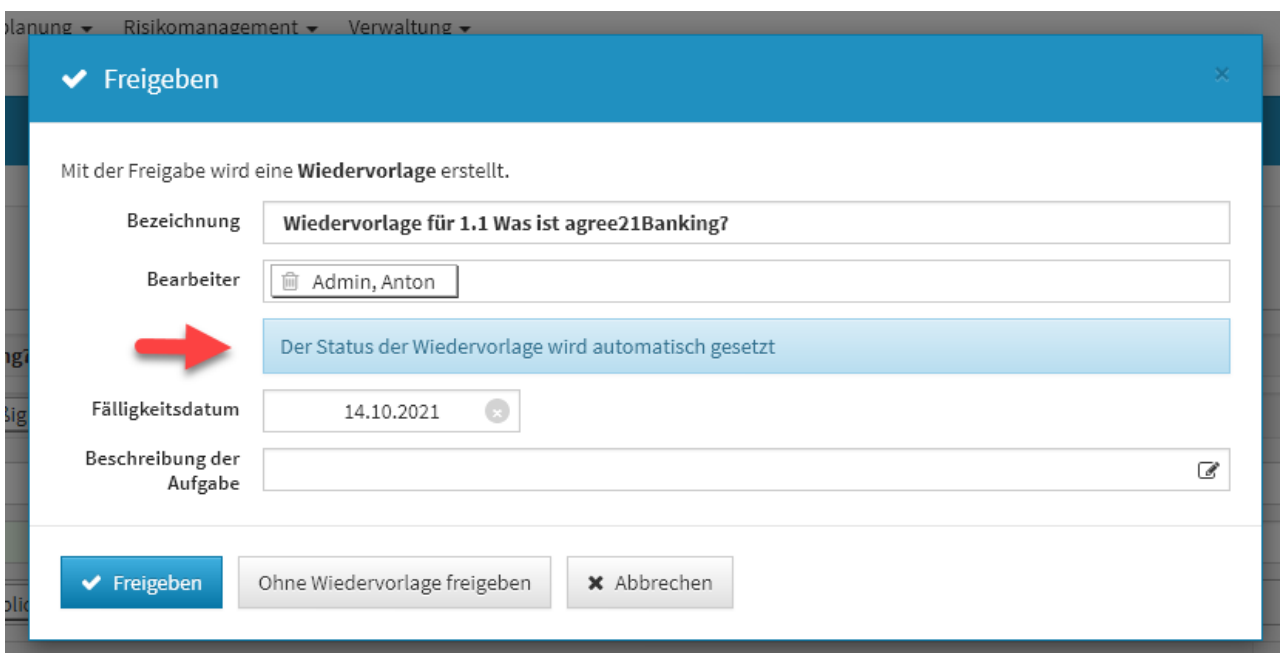 planung Risikomanagement Verwaltung
Freigeben
Mit der Freigabe wird eine Wiedervorlage erstellt.
Bezeichnung Wiedervorlage für 1.1 Was ist agree21Banking?
Bearbeiter Admin, Anton
Der Status der Wiedervorlage wird automatisch gesetzt
Fälligkeitsdatum 14.10.2021
Beschreibung der
Aufgabe
Freigeben Ohne Wiedervorlage freigeben Abbrechen